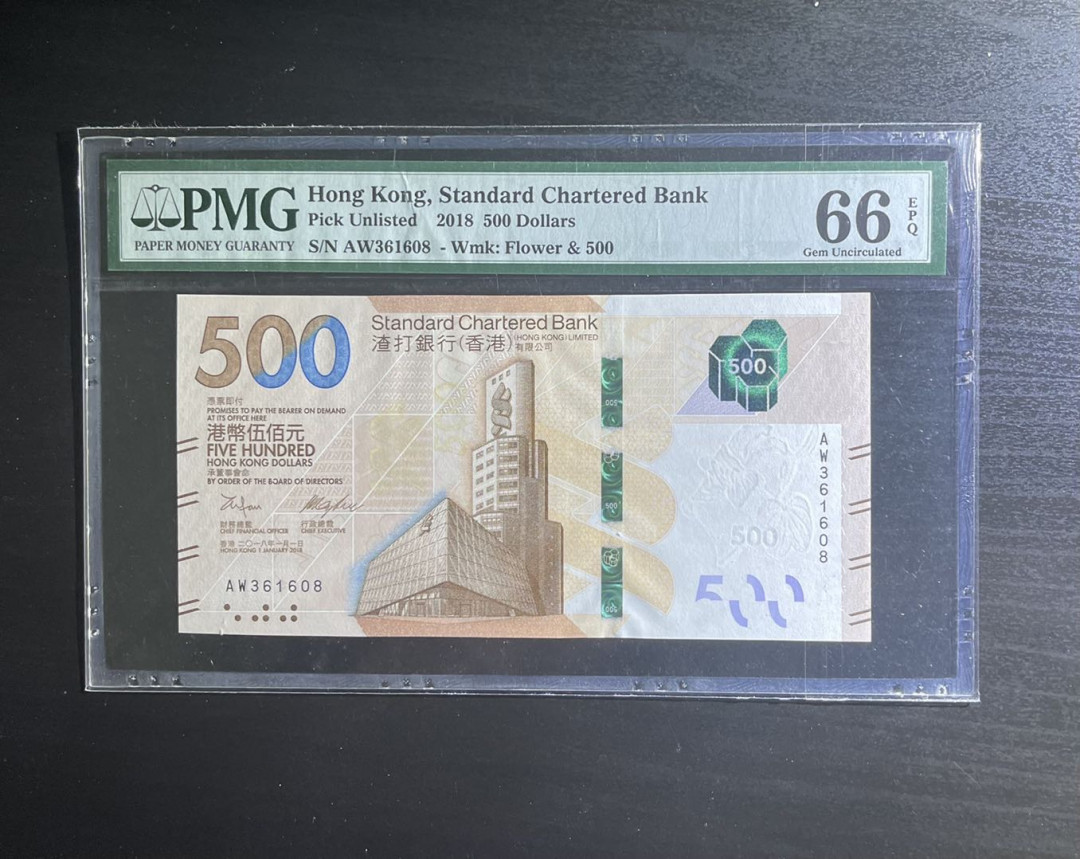 PMG
PAPER MONEY GUARANTY
Hong Kong, Standard Chartered Bank
Pick Unlisted 2018 500 Dollars
S/N AW361608 - Wmk: Flower & 500
66
EPQ
Gem Uncirculated
500
Standard Chartered Bank
(HONG KONG) LIMITED
渣打銀行(香港)有限公司
500
憑票即付
PROMISES TO PAY THE BEARER ON DEMAND
AT ITS OFFICE HERE
港幣伍佰元
FIVE HUNDRED
HONG KONG DOLLARS
承董事會命
BY ORDER OF THE BOARD OF DIRECTORS
財務總監
CHIEF FINANCIAL OFFICER
行政總裁
CHIEF EXECUTIVE
香港 二〇一八年一月一日
HONG KONG 1 JANUARY 2018
AW361608
500
500
500
AW361608
500
500